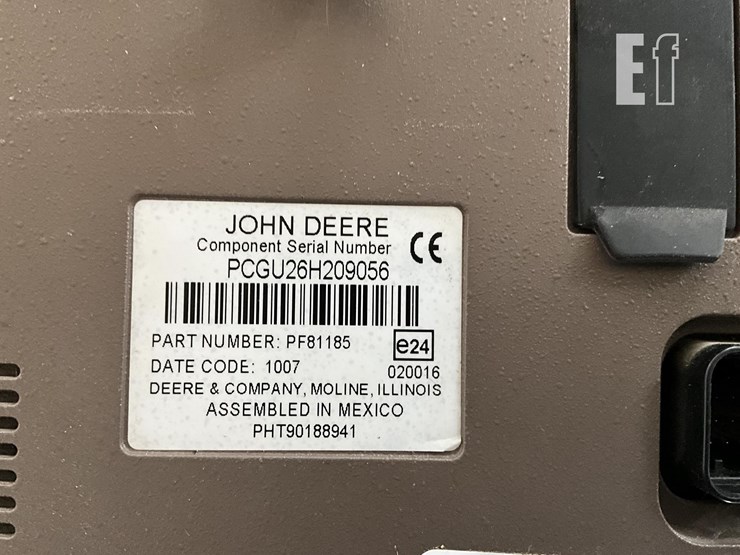 Ef
JOHN DEERE
Component Serial Number
CE
PCGU26H209056
PART NUMBER: PF81185
e24
DATE CODE: 1007
020016
DEERE & COMPANY, MOLINE, ILLINOIS
ASSEMBLED IN MEXICO
PHT90188941